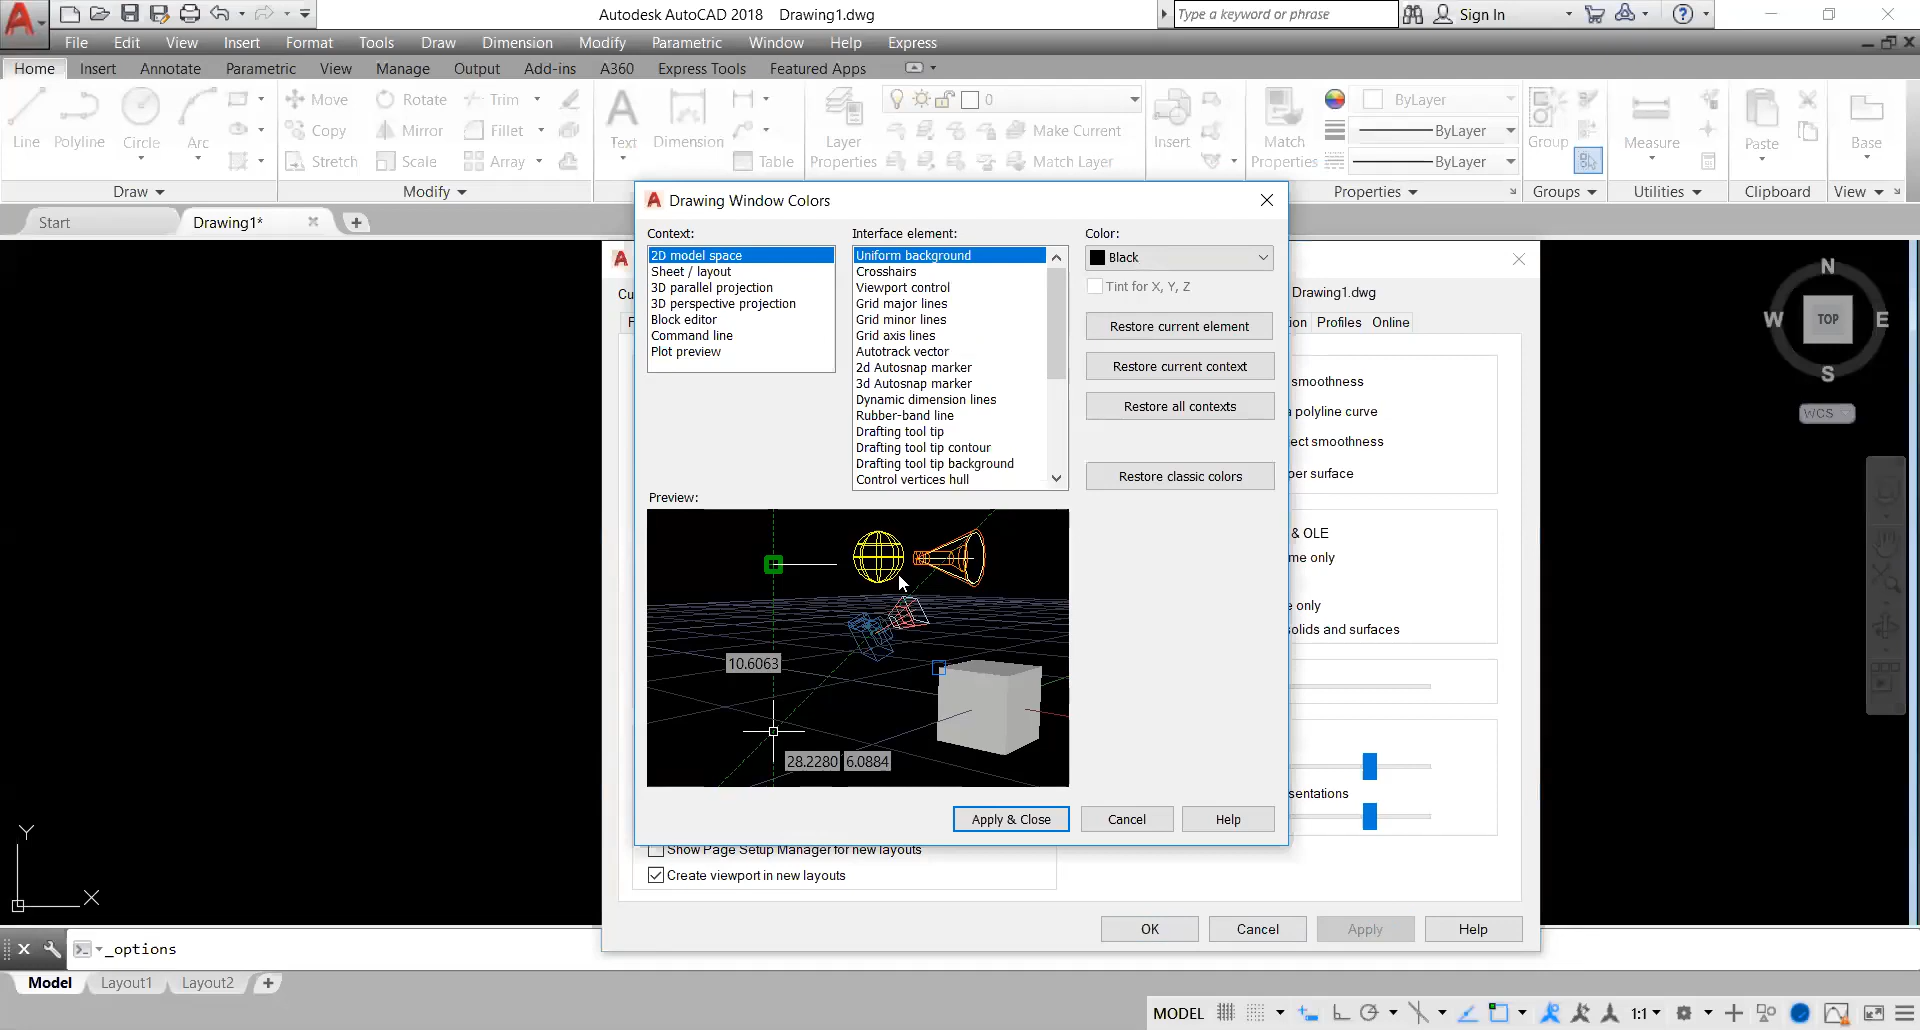 Autodesk AutoCAD 2018 Drawing1.dwg
Type a keyword or phrase
Sign In
File Edit View Insert Format Tools Draw Dimension Modify Parametric Window Help Express
Home Insert Annotate Parametric View Manage Output Add-ins A360 Express Tools Featured Apps
Line Polyline Circle Arc
Move Rotate Trim
Copy Mirror Fillet
Stretch Scale Array
Text Dimension Table
Layer Properties
0
Make Current
Match Layer
Insert
Match Properties
ByLayer
ByLayer
ByLayer
Group
Measure
Paste
Base
Draw Modify Properties Groups Utilities Clipboard View
Start Drawing1*
Drawing Window Colors
Context:
2D model space
Sheet / layout
3D parallel projection
3D perspective projection
Block editor
Command line
Plot preview
Interface element:
Uniform background
Crosshairs
Viewport control
Grid major lines
Grid minor lines
Grid axis lines
Autotrack vector
2d Autosnap marker
3d Autosnap marker
Dynamic dimension lines
Rubber-band line
Drafting tool tip
Drafting tool tip contour
Drafting tool tip background
Control vertices hull
Color:
Black
Tint for X, Y, Z
Restore current element
Restore current context
Restore all contexts
Restore classic colors
Preview:
10.6063
28.2280 6.0884
Apply & Close Cancel Help
Drawing1.dwg
Profiles Online
smoothness
polyline curve
smoothness
surface
& OLE
only
only
solids and surfaces
Show Page Setup Manager for new layouts
Create viewport in new layouts
OK Cancel Apply Help
N
W TOP E
S
WCS
Y
X
_options
Model Layout1 Layout2
MODEL 1:1